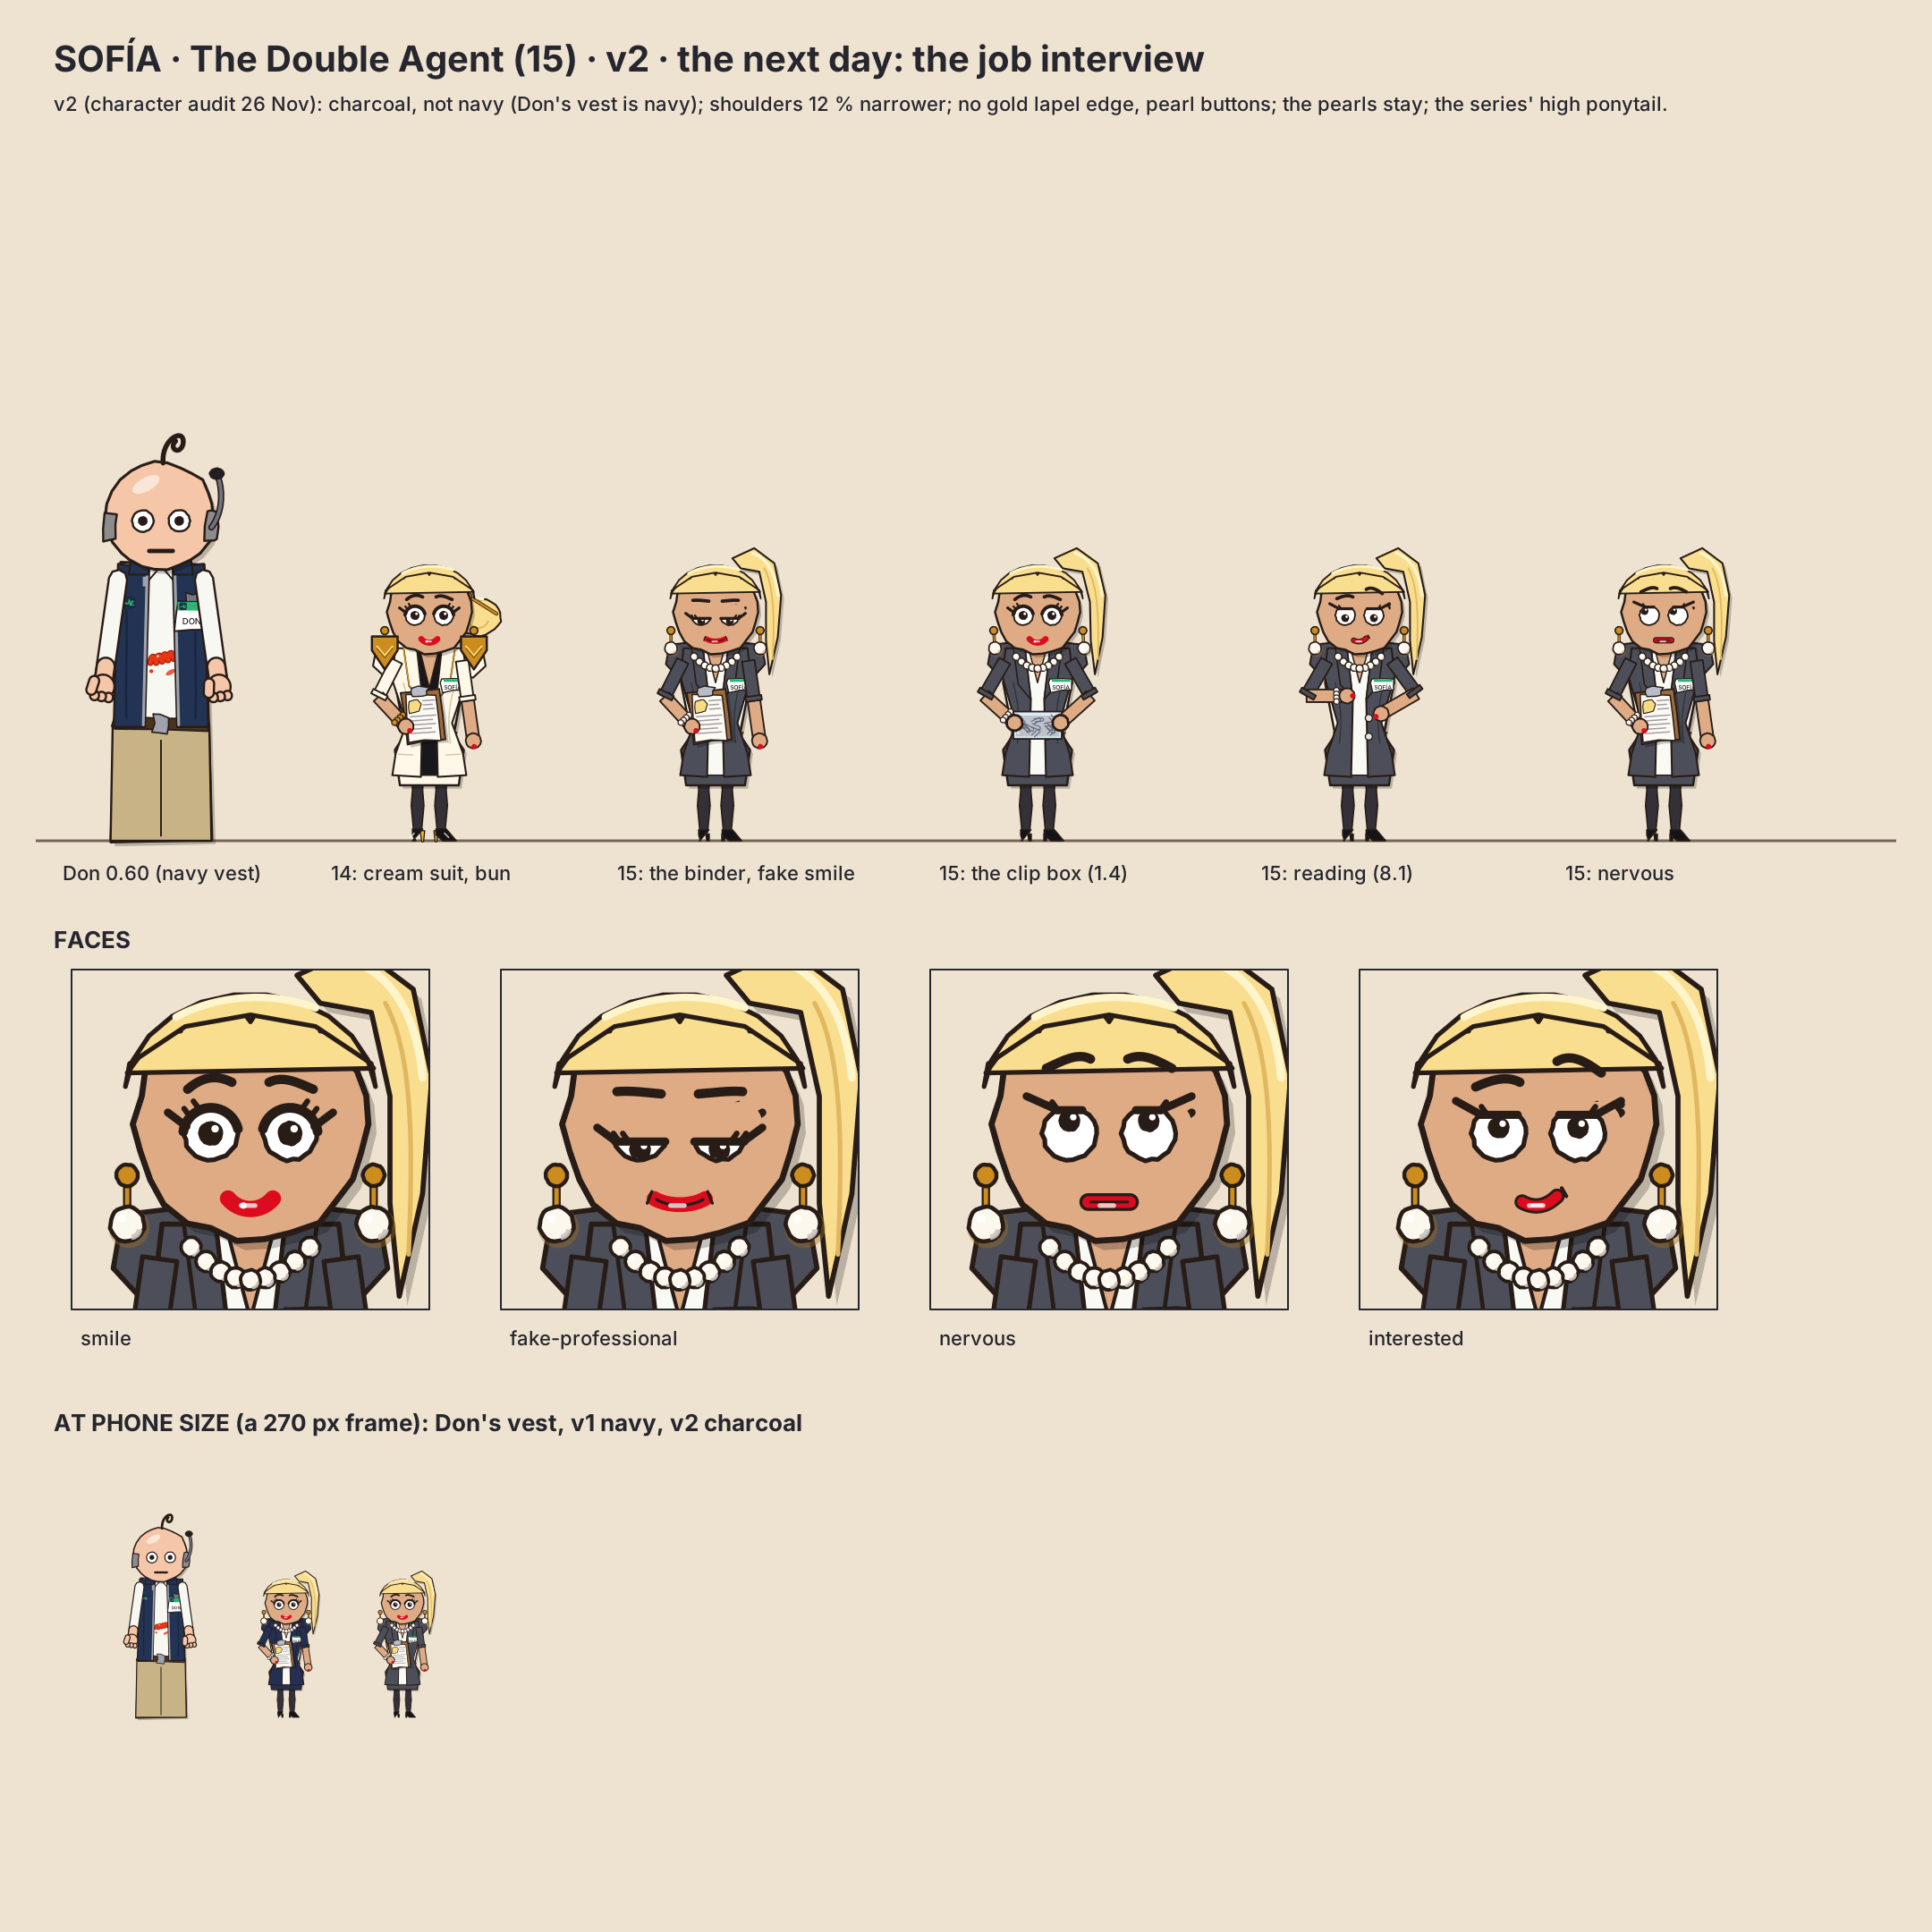 SOFÍA · The Double Agent (15) · v2 · the next day: the job interview
v2 (character audit 26 Nov): charcoal, not navy (Don's vest is navy); shoulders 12 % narrower; no gold lapel edge, pearl buttons; the pearls stay; the series' high ponytail.
DON
SOFÍA
SOFÍA
Don 0.60 (navy vest)
14: cream suit, bun
15: the binder, fake smile
15: the clip box (1.4)
15: reading (8.1)
15: nervous
FACES
smile
fake-professional
nervous
interested
AT PHONE SIZE (a 270 px frame): Don's vest, v1 navy, v2 charcoal